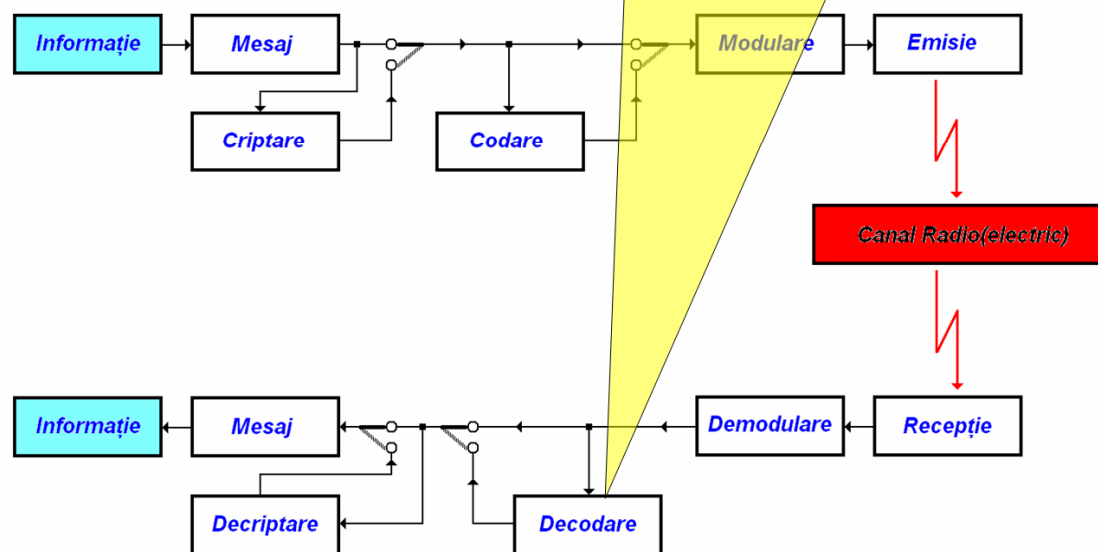 Informație
Mesaj
Modulare
Emisie
Criptare
Codare
Canal Radio(electric)
Informație
Mesaj
Demodulare
Recepție
Decriptare
Decodare